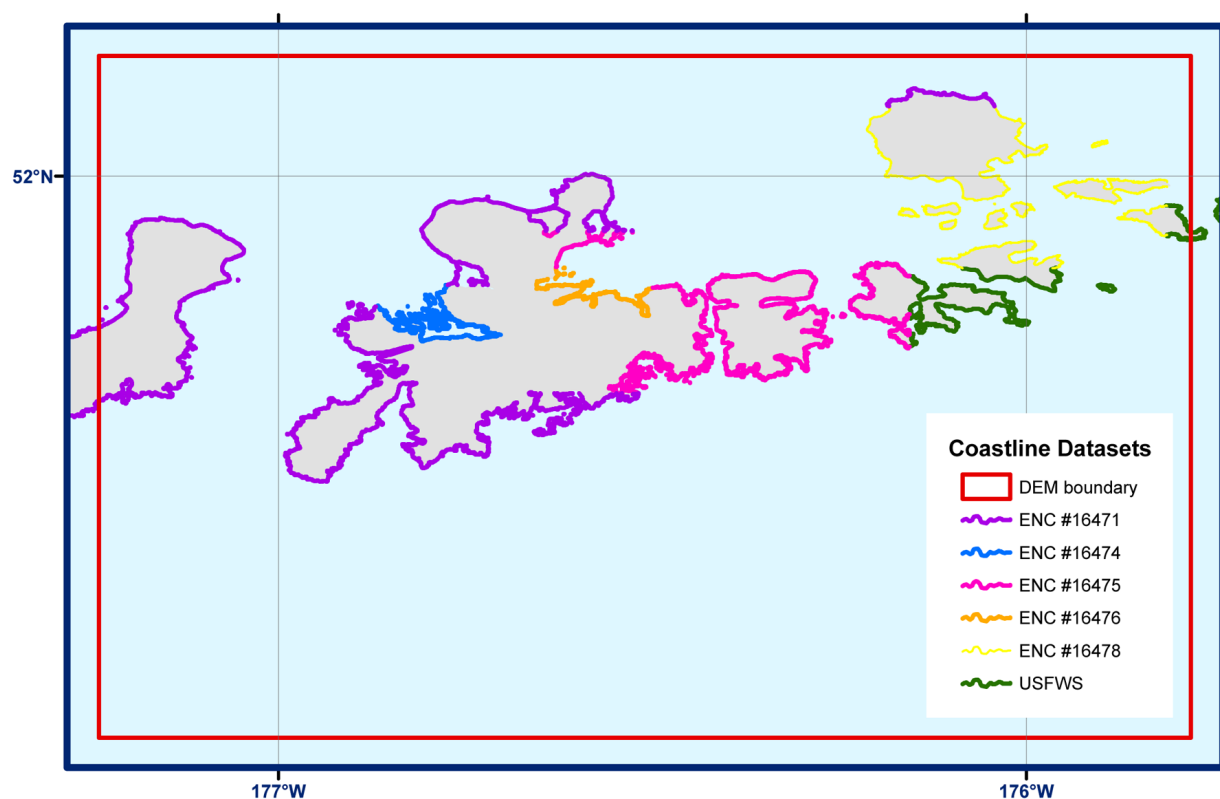 52°N
Coastline Datasets
DEM boundary
ENC #16471
ENC #16474
ENC #16475
ENC #16476
ENC #16478
USFWS
177°W
176°W